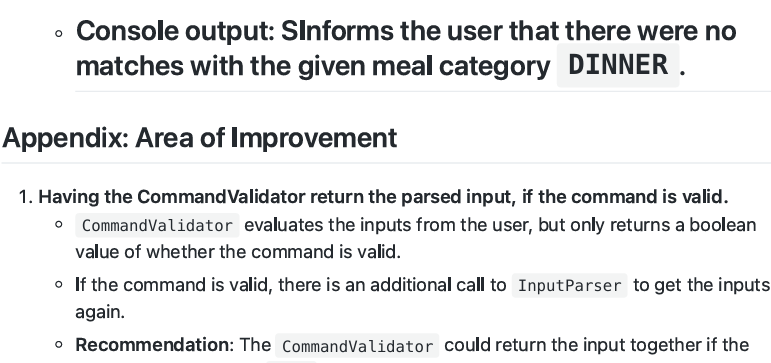 Console output: SInforms the user that there were no
matches with the given meal category DINNER .
Appendix: Area of Improvement
1. Having the CommandValidator return the parsed input, if the command is valid.
CommandValidator evaluates the inputs from the user, but only returns a boolean
value of whether the command is valid.
If the command is valid, there is an additional call to InputParser to get the inputs
again.
Recommendation: The CommandValidator could return the input together if the